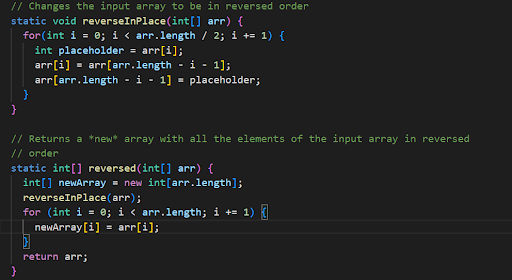 // Changes the input array to be in reversed order
static void reverseInPlace(int[] arr) {
  for(int i = 0; i < arr.length / 2; i += 1) {
    int placeholder = arr[i];
    arr[i] = arr[arr.length - i - 1];
    arr[arr.length - i - 1] = placeholder;
  }
}

// Returns a *new* array with all the elements of the input array in reversed
// order
static int[] reversed(int[] arr) {
  int[] newArray = new int[arr.length];
  reverseInPlace(arr);
  for (int i = 0; i < arr.length; i += 1) {
    newArray[i] = arr[i];
  }
  return arr;
}